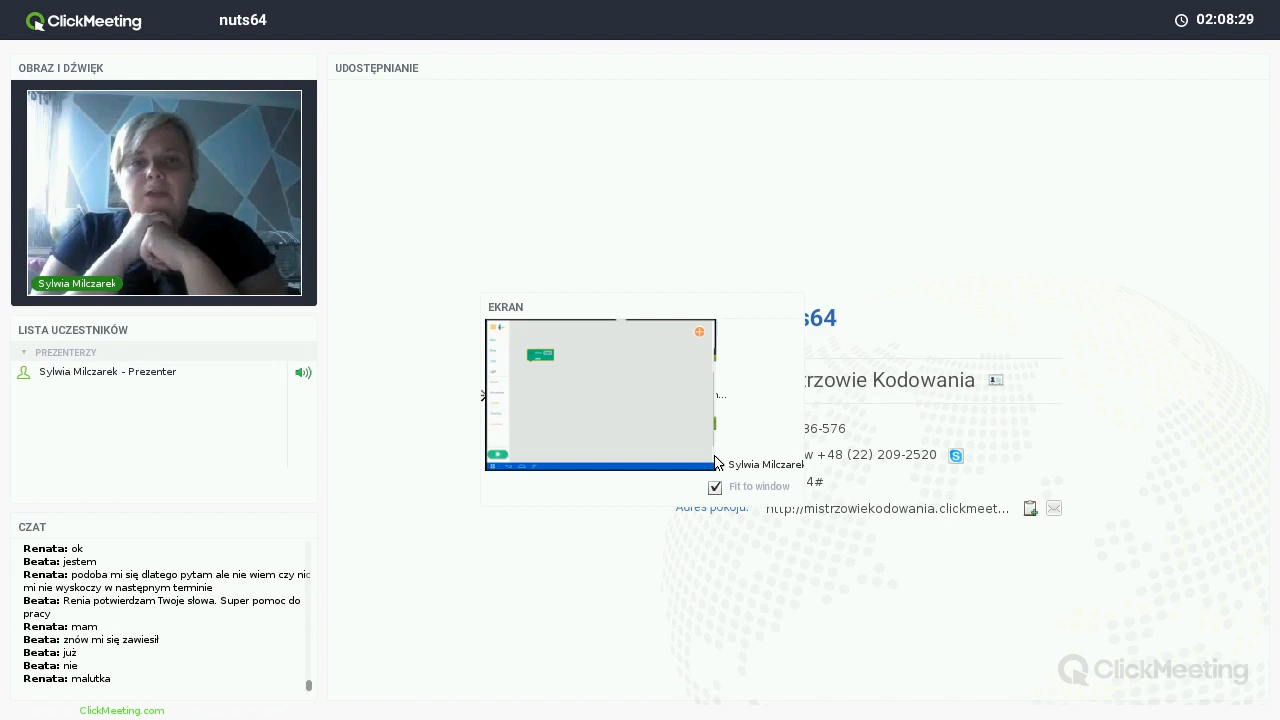 ClickMeeting
nuts64
02:08:29
OBRAZ I DŹWIĘK
Sylwia Milczarek
LISTA UCZESTNIKÓW
PREZENTERZY
Sylwia Milczarek - Prezenter
CZAT
Renata: ok
Beata: jestem
Renata: podoba mi się dlatego pytam ale nie wiem czy nic
mi nie wyskoczy w następnym terminie
Beata: Renia potwierdzam Twoje słowa. Super pomoc do
pracy
Renata: mam
Beata: znów mi się zawiesił
Beata: już
Beata: nie
Renata: malutka
ClickMeeting.com
UDOSTĘPNIANIE
EKRAN
Sylwia Milczarek
Fit to window
s64
trzowie Kodowania
36-576
w +48 (22) 209-2520
4#
Adres pokoju: http://mistrzowiekodowania.clickmeet...
ClickMeeting